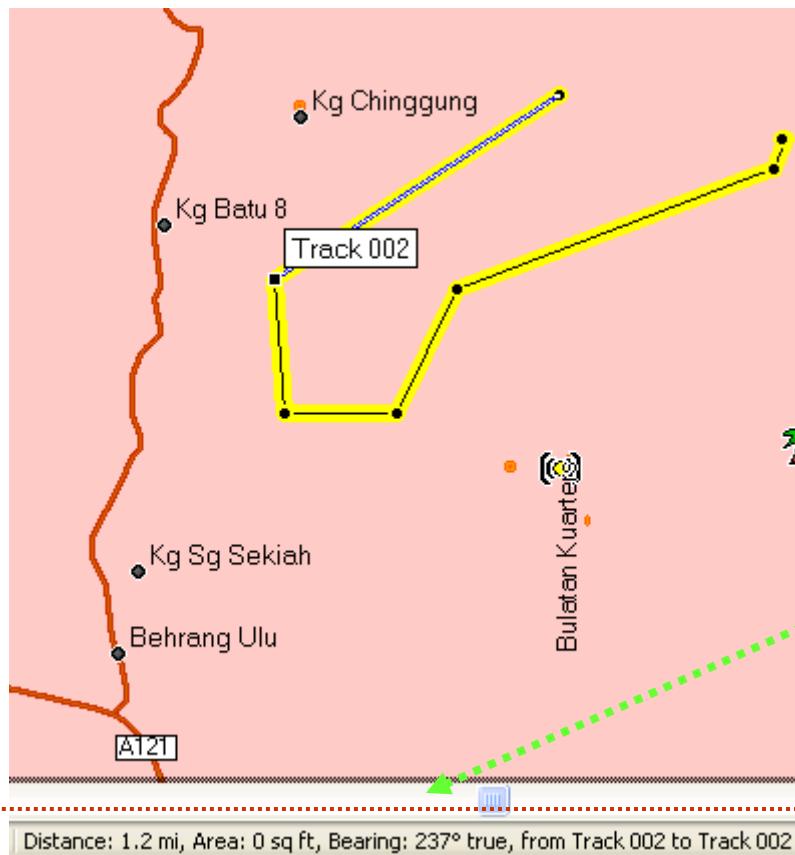 Kg Chinggung
Kg Batu 8
Track 002
Kg Sg Sekiah
Bulatan Kuarters
Behrang Ulu
A121
Distance: 1.2 mi, Area: 0 sq ft, Bearing: 237° true, from Track 002 to Track 002